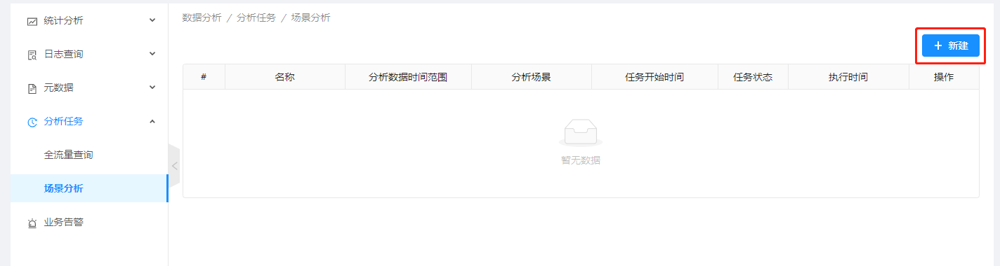 统计分析
日志查询
元数据
分析任务
全流量查询
场景分析
业务告警
数据分析 / 分析任务 / 场景分析
+ 新建
# 名称 分析数据时间范围 分析场景 任务开始时间 任务状态 执行时间 操作
暂无数据